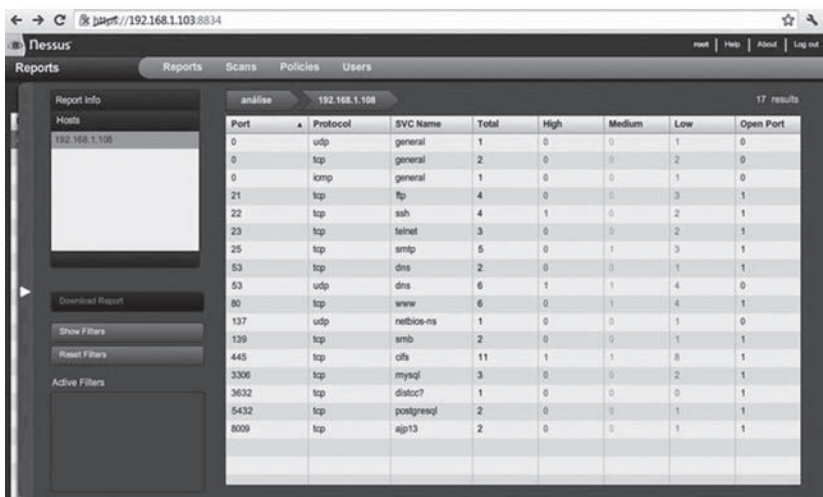 https://192.168.1.103:8834
Nessus
root | Help | About | Log out
Reports Reports Scans Policies Users
Report Info
Hosts
192.168.1.108
Download Report
Show Filters
Reset Filters
Active Filters
análise 192.168.1.108 17 results
Port Protocol SVC Name Total High Medium Low Open Port
0 udp general 1 0 0 1 0
0 tcp general 2 0 0 2 0
0 icmp general 1 0 0 1 0
21 tcp ftp 4 0 0 3 1
22 tcp ssh 4 1 0 2 1
23 tcp telnet 3 0 0 2 1
25 tcp smtp 5 0 1 3 1
53 tcp dns 2 0 0 1 1
53 udp dns 6 1 1 4 0
80 tcp www 6 0 1 4 1
137 udp netbios-ns 1 0 0 1 0
139 tcp smb 2 0 0 1 1
445 tcp cifs 11 1 1 8 1
3306 tcp mysql 3 0 0 2 1
3632 tcp distcc? 1 0 0 0 1
5432 tcp postgresql 2 0 0 1 1
8009 tcp ajp13 2 0 0 1 1